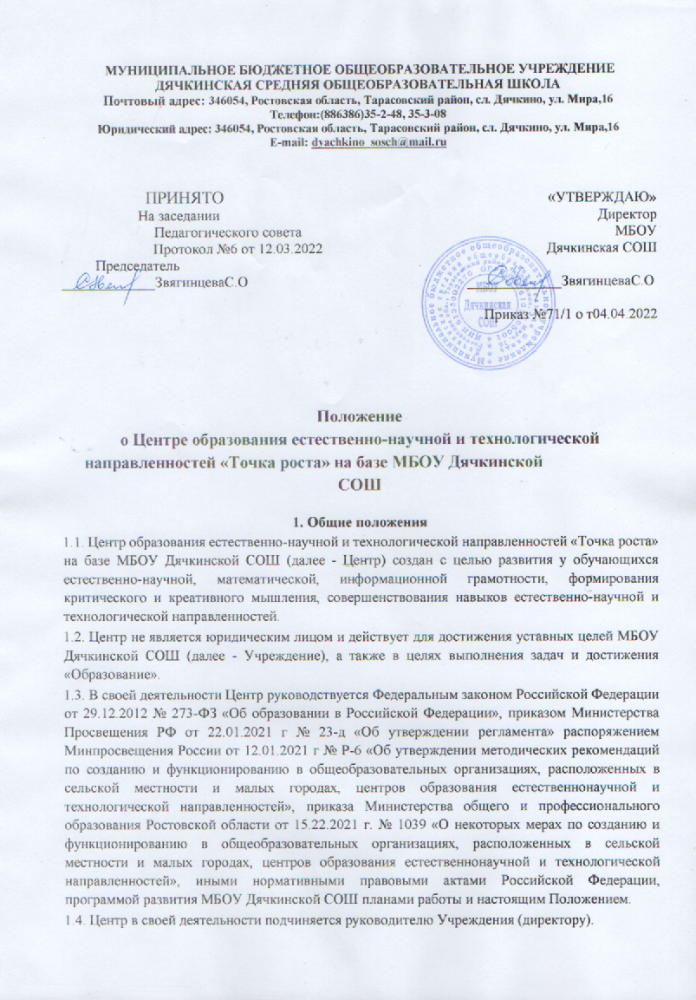 МУНИЦИПАЛЬНОЕ БЮДЖЕТНОЕ ОБЩЕОБРАЗОВАТЕЛЬНОЕ УЧРЕЖДЕНИЕ
ДЯЧКИНСКАЯ СРЕДНЯЯ ОБЩЕОБРАЗОВАТЕЛЬНАЯ ШКОЛА
Почтовый адрес: 346054, Ростовская область, Тарасовский район, сл. Дячкино, ул. Мира,16
Телефон:(886386)35-2-48, 35-3-08
Юридический адрес: 346054, Ростовская область, Тарасовский район, сл. Дячкино, ул. Мира,16
E-mail: dyachkino_sosch@mail.ru
ПРИНЯТО
На заседании
Педагогического совета
Протокол №6 от 12.03.2022
Председатель
ЗвягинцеваС.О
«УТВЕРЖДАЮ»
Директор
МБОУ
Дячкинская СОШ
ЗвягинцеваС.О
Приказ №71/1 о т04.04.2022
МБОУ
Дячкинская
СОШ
Положение
о Центре образования естественно-научной и технологической
направленностей «Точка роста» на базе МБОУ Дячкинской
СОШ
1. Общие положения
1.1. Центр образования естественно-научной и технологической направленностей «Точка роста»
на базе МБОУ Дячкинской СОШ (далее - Центр) создан с целью развития у обучающихся
естественно-научной, математической, информационной грамотности, формирования
критического и креативного мышления, совершенствования навыков естественно-научной и
технологической направленностей.
1.2. Центр не является юридическим лицом и действует для достижения уставных целей МБОУ
Дячкинской СОШ (далее - Учреждение), а также в целях выполнения задач и достижения
«Образование».
1.3. В своей деятельности Центр руководствуется Федеральным законом Российской Федерации
от 29.12.2012 № 273-ФЗ «Об образовании в Российской Федерации», приказом Министерства
Просвещения РФ от 22.01.2021 г № 23-д «Об утверждении регламента» распоряжением
Минпросвещения России от 12.01.2021 г № Р-6 «Об утверждении методических рекомендаций
по созданию и функционированию в общеобразовательных организациях, расположенных в
сельской местности и малых городах, центров образования естественнонаучной и
технологической направленностей», приказа Министерства общего и профессионального
образования Ростовской области от 15.22.2021 г. № 1039 «О некоторых мерах по созданию и
функционированию в общеобразовательных организациях, расположенных в сельской
местности и малых городах, центров образования естественнонаучной и технологической
направленностей», иными нормативными правовыми актами Российской Федерации,
программой развития МБОУ Дячкинской СОШ планами работы и настоящим Положением.
1.4. Центр в своей деятельности подчиняется руководителю Учреждения (директору).